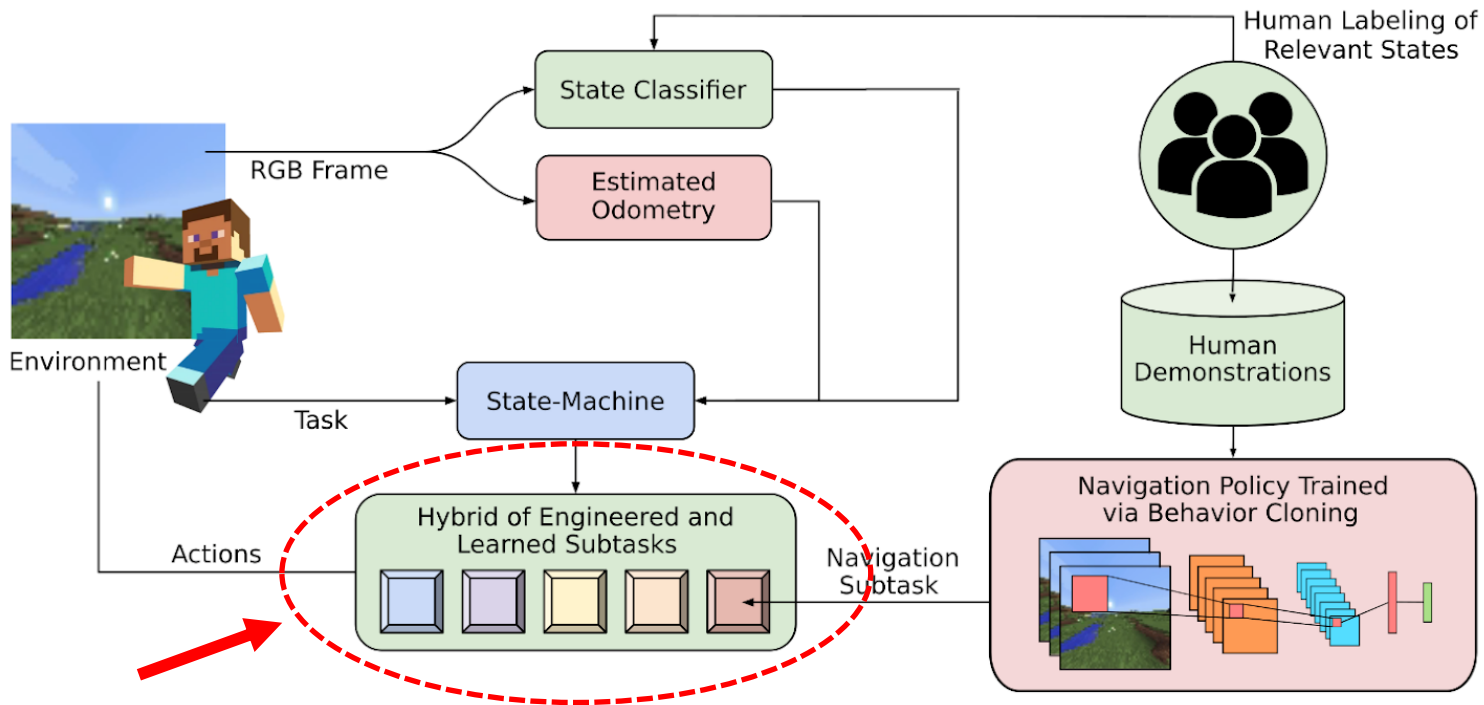 Human Labeling of
Relevant States
State Classifier
RGB Frame
Estimated
Odometry
Environment
Task
State-Machine
Human
Demonstrations
Hybrid of Engineered and
Learned Subtasks
Actions
Navigation
Subtask
Navigation Policy Trained
via Behavior Cloning